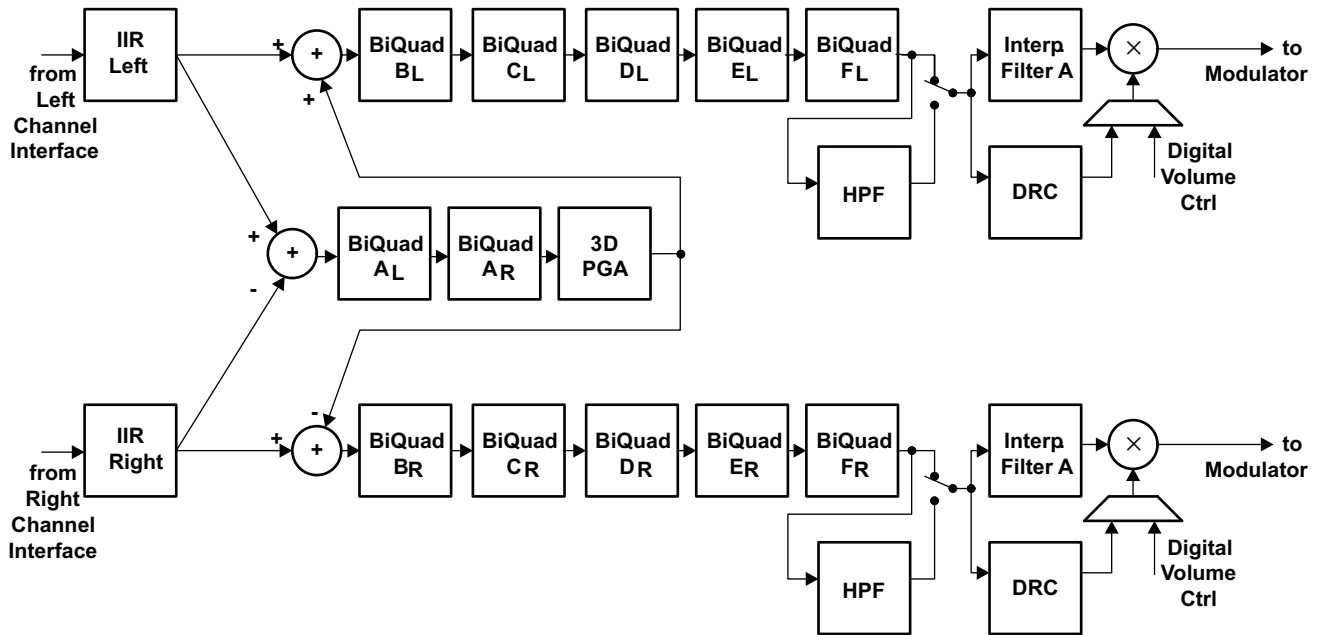 IIR
Left
from
Left
Channel
Interface
+
+
+
BiQuad
BL
BiQuad
CL
BiQuad
DL
BiQuad
EL
BiQuad
FL
HPF
Interp.
Filter A
×
to
Modulator
DRC
Digital
Volume
Ctrl
+
-
+
BiQuad
AL
BiQuad
AR
3D
PGA
IIR
Right
from
Right
Channel
Interface
+
-
+
BiQuad
BR
BiQuad
CR
BiQuad
DR
BiQuad
ER
BiQuad
FR
HPF
Interp.
Filter A
×
to
Modulator
DRC
Digital
Volume
Ctrl